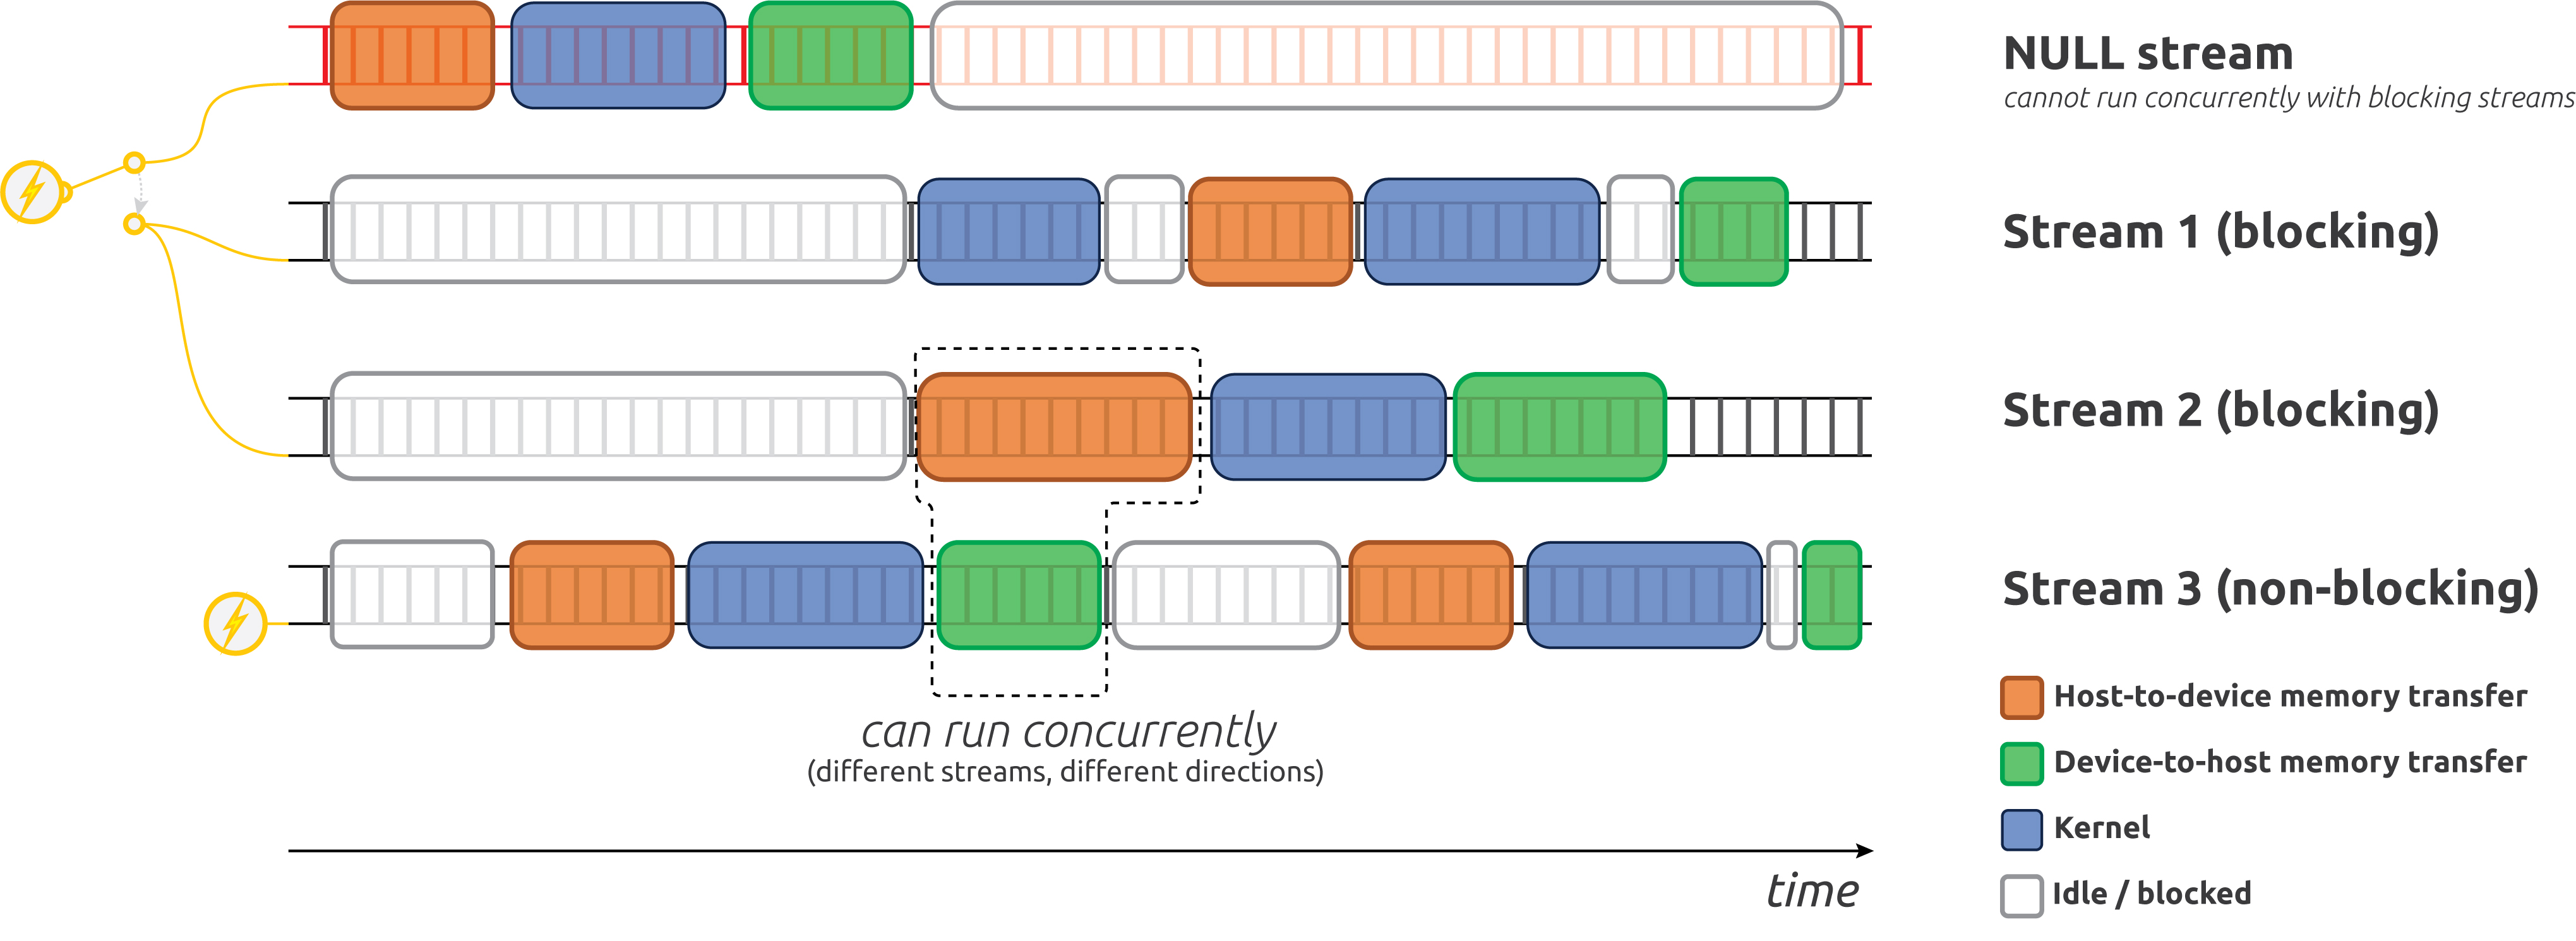 NULL stream
cannot run concurrently with blocking streams
Stream 1 (blocking)
Stream 2 (blocking)
Stream 3 (non-blocking)
can run concurrently
(different streams, different directions)
Host-to-device memory transfer
Device-to-host memory transfer
Kernel
Idle / blocked
time